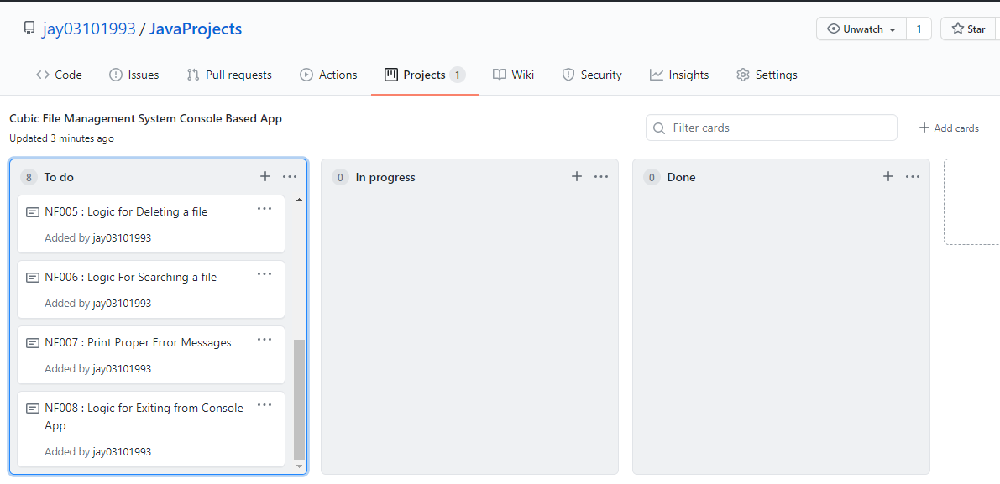 jay03101993 / JavaProjects
Unwatch 1 Star
Code Issues Pull requests Actions Projects 1 Wiki Security Insights Settings
Cubic File Management System Console Based App
Updated 3 minutes ago
Filter cards
+ Add cards
8 To do
NF005 : Logic for Deleting a file
Added by jay03101993
NF006 : Logic For Searching a file
Added by jay03101993
NF007 : Print Proper Error Messages
Added by jay03101993
NF008 : Logic for Exiting from Console
App
Added by jay03101993
0 In progress
0 Done